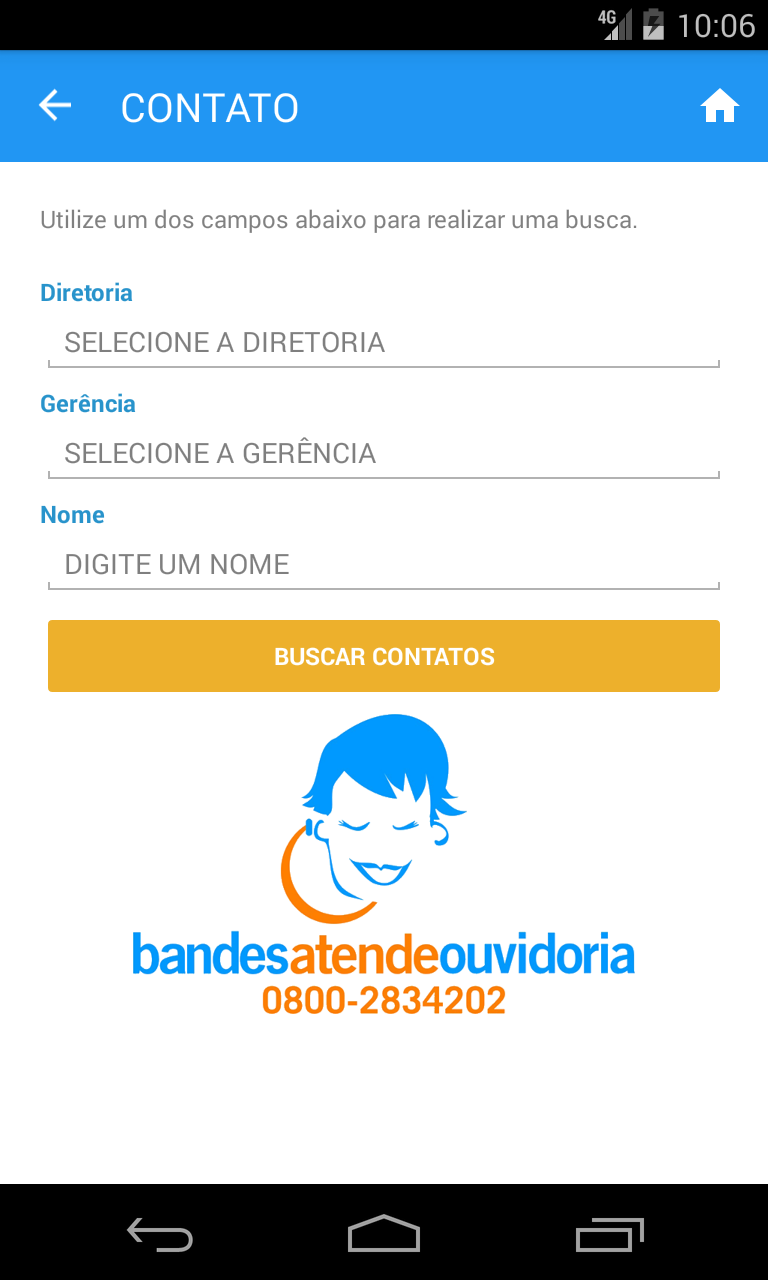 4G 10:06
CONTATO
Utilize um dos campos abaixo para realizar uma busca.
Diretoria
SELECIONE A DIRETORIA
Gerência
SELECIONE A GERÊNCIA
Nome
DIGITE UM NOME
BUSCAR CONTATOS
bandesatendeouvidoria
0800-2834202